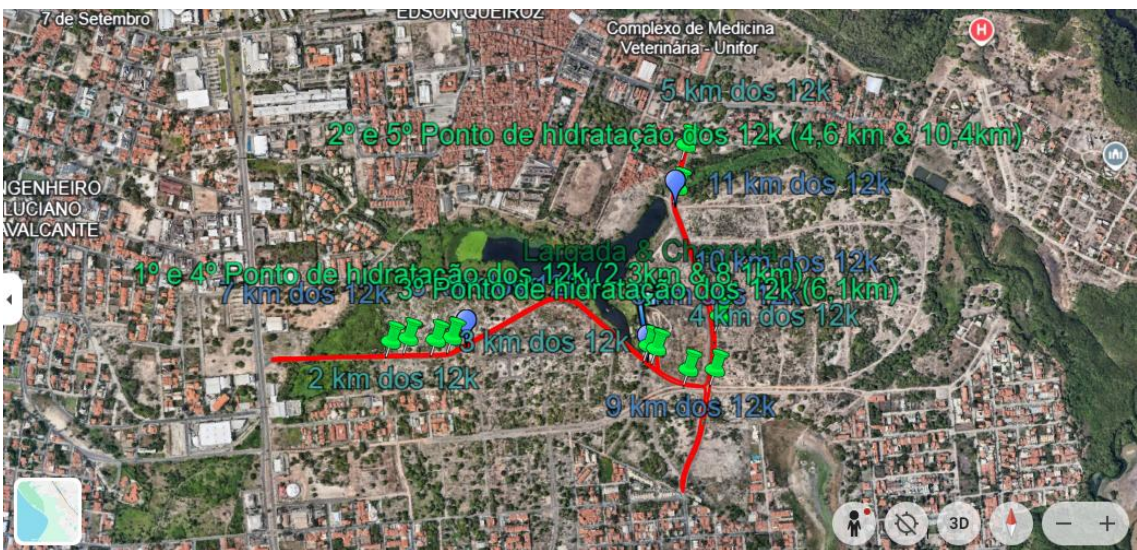 7 de Setembro
EDSON QUEIROZ
Complexo de Medicina
Veterinária - Unifor
H
5 km dos 12k
2º e 5º Ponto de hidratação dos 12k (4,6 km & 10,4km)
11 km dos 12k
NGENHEIRO
LUCIANO
AVALCANTE
Largada & Chegada
10 km dos 12k
1º e 4º Ponto de hidratação dos 12k (2,3km & 8,1km)
7 km dos 12k
3º Ponto de hidratação dos 12k (6,1km)
4 km dos 12k
3 km dos 12k
2 km dos 12k
9 km dos 12k
3D